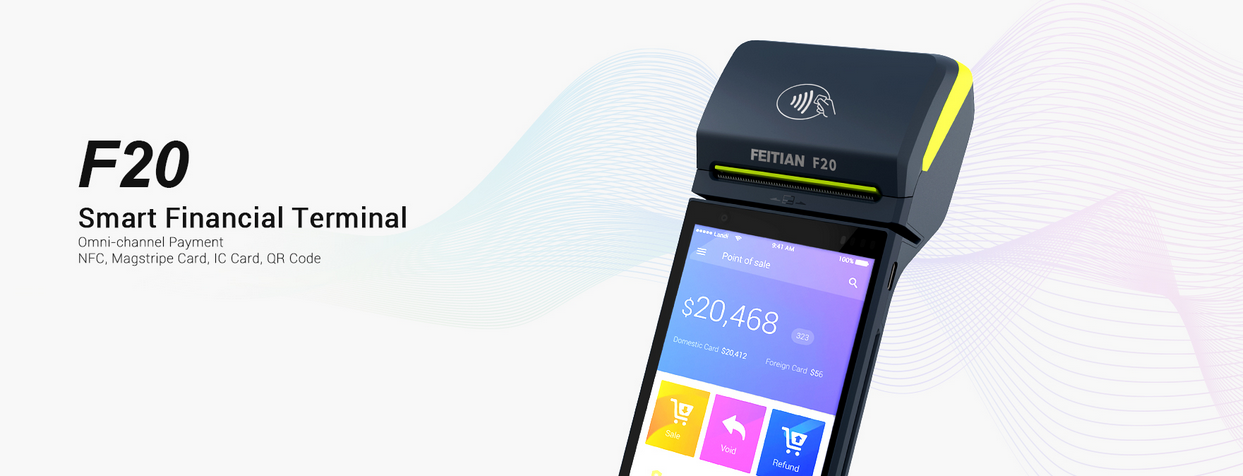 F20
Smart Financial Terminal
Omni-channel Payment
NFC, Magstripe Card, IC Card, QR Code
FEITIAN F20
9:41 AM
100%
Point of sale
$20,468
323
Domestic Card $20,412
Foreign Card $56
Sale
Void
Refund